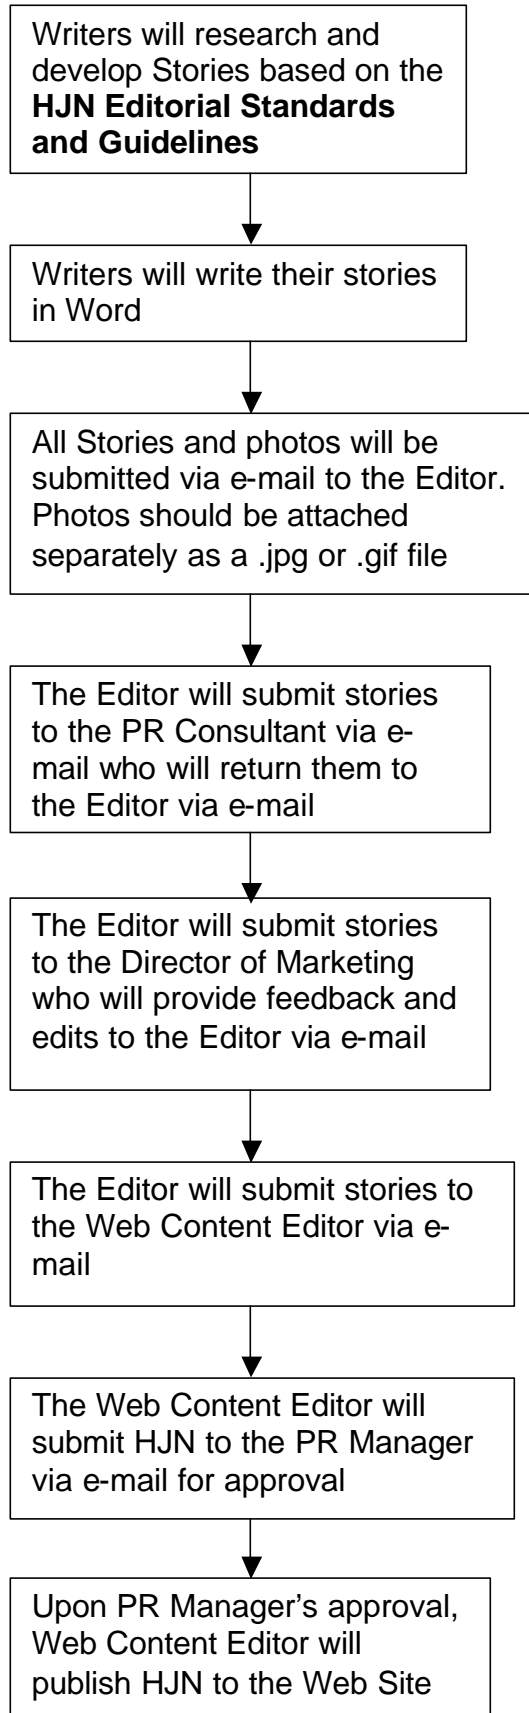 Writers will research and
develop Stories based on the
HJN Editorial Standards
and Guidelines
Writers will write their stories
in Word
All Stories and photos will be
submitted via e-mail to the Editor.
Photos should be attached
separately as a .jpg or .gif file
The Editor will submit stories
to the PR Consultant via e-
mail who will return them to
the Editor via e-mail
The Editor will submit stories
to the Director of Marketing
who will provide feedback and
edits to the Editor via e-mail
The Editor will submit stories to
the Web Content Editor via e-
mail
The Web Content Editor will
submit HJN to the PR Manager
via e-mail for approval
Upon PR Manager’s approval,
Web Content Editor will
publish HJN to the Web Site